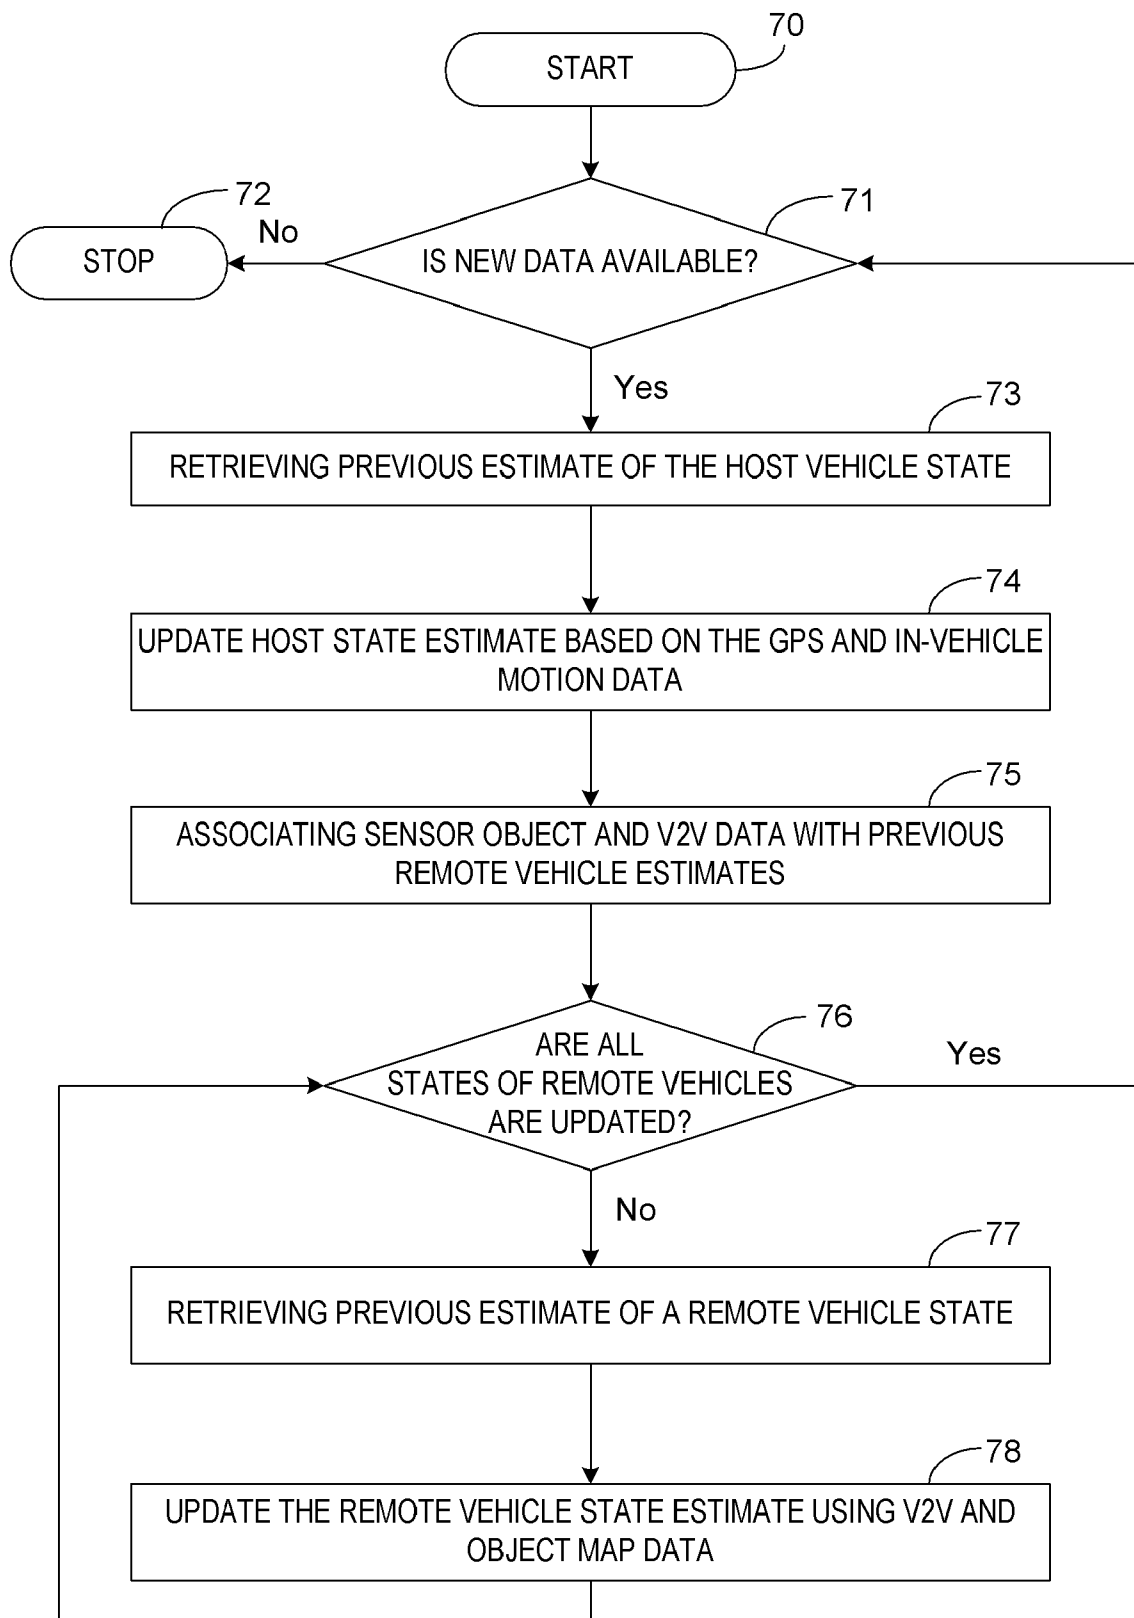 70
START
72
71
No
STOP
IS NEW DATA AVAILABLE?
Yes
73
RETRIEVING PREVIOUS ESTIMATE OF THE HOST VEHICLE STATE
74
UPDATE HOST STATE ESTIMATE BASED ON THE GPS AND IN-VEHICLE
MOTION DATA
75
ASSOCIATING SENSOR OBJECT AND V2V DATA WITH PREVIOUS
REMOTE VEHICLE ESTIMATES
76
ARE ALL
STATES OF REMOTE VEHICLES
ARE UPDATED?
Yes
No
77
RETRIEVING PREVIOUS ESTIMATE OF A REMOTE VEHICLE STATE
78
UPDATE THE REMOTE VEHICLE STATE ESTIMATE USING V2V AND
OBJECT MAP DATA